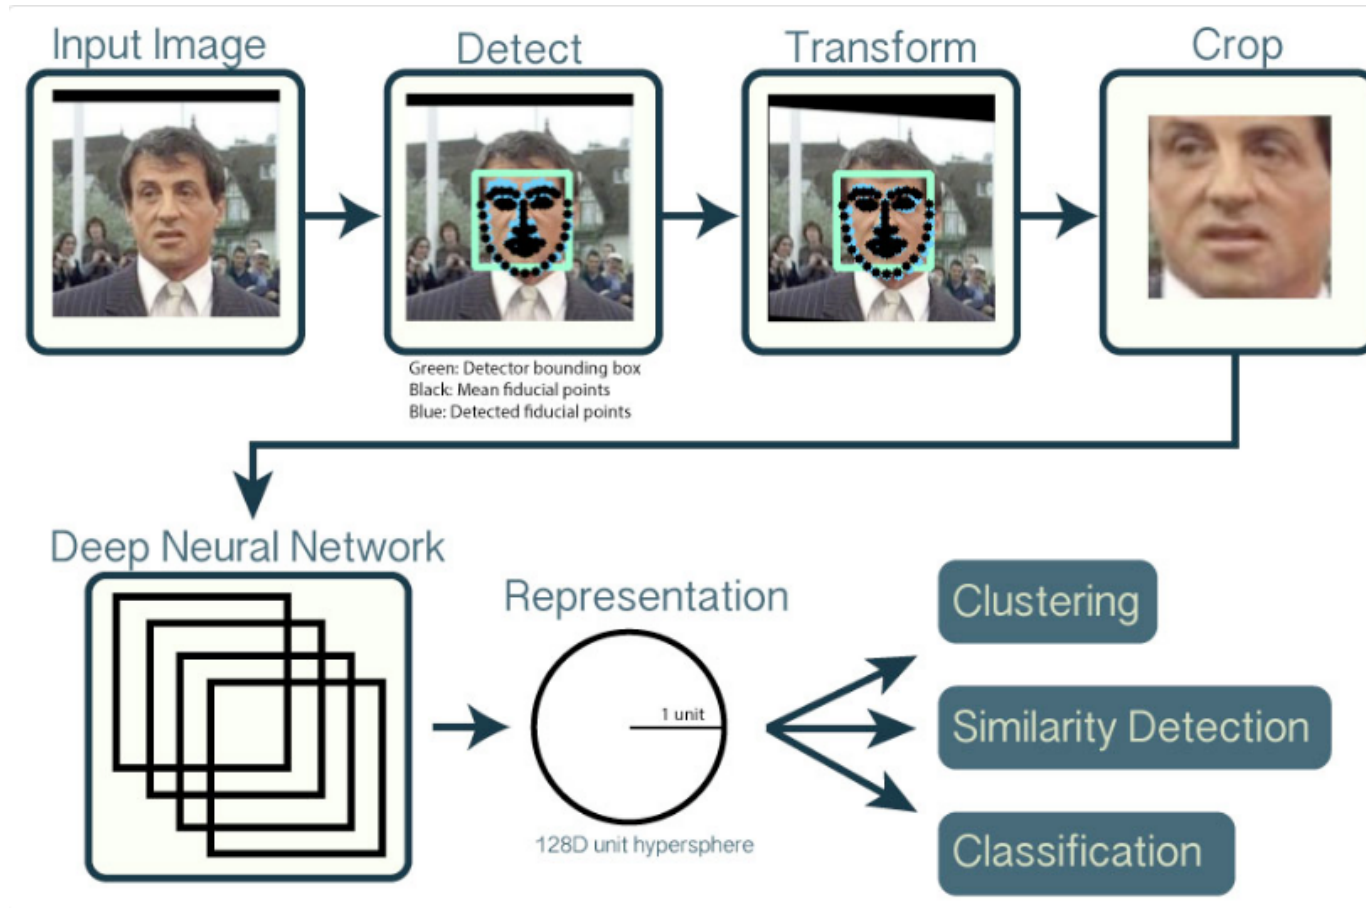 Input Image
Detect
Transform
Crop
Green: Detector bounding box
Black: Mean fiducial points
Blue: Detected fiducial points
Deep Neural Network
Representation
1 unit
128D unit hypersphere
Clustering
Similarity Detection
Classification